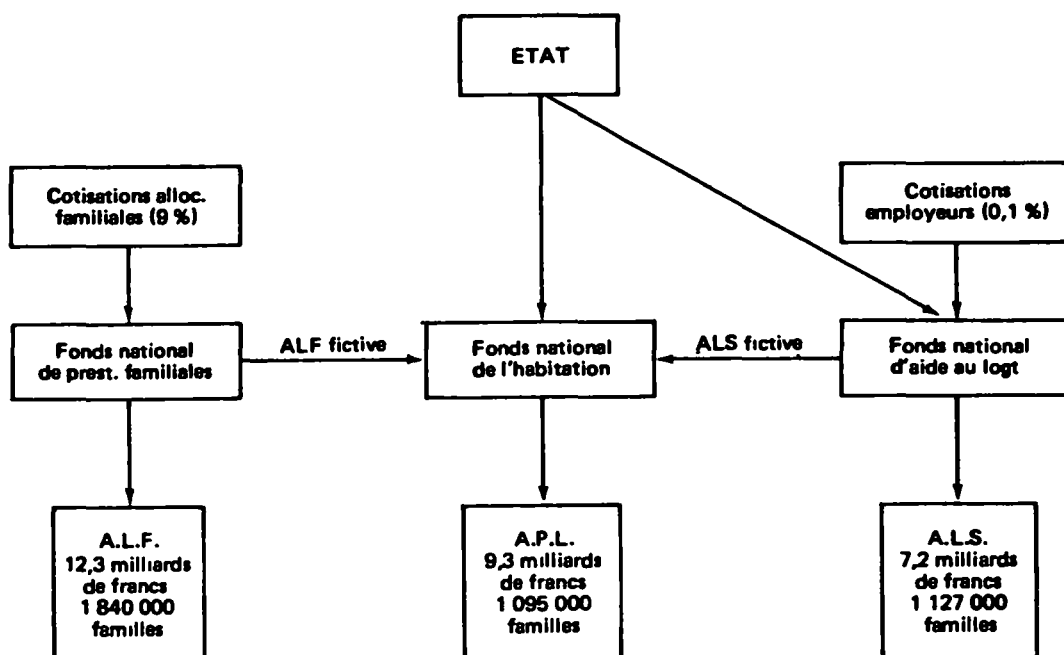 ETAT
Cotisations alloc.
familiales (9 %)
Cotisations
employeurs (0,1 %)
Fonds national
de prest. familiales
ALF fictive
Fonds national
de l'habitation
ALS fictive
Fonds national
d'aide au logt
A.L.F.
12,3 milliards
de francs
1 840 000
familles
A.P.L.
9,3 milliards
de francs
1 095 000
familles
A.L.S.
7,2 milliards
de francs
1 127 000
familles